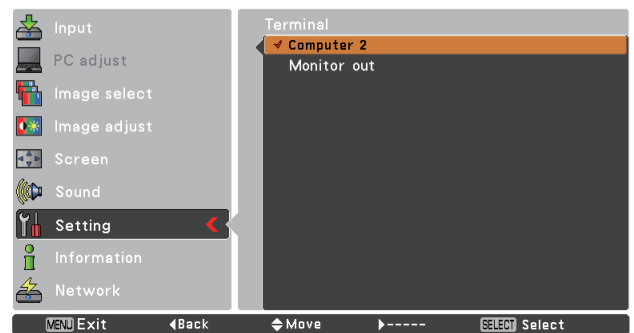 Input
PC adjust
Image select
Image adjust
Screen
Sound
Setting
Information
Network
Terminal
Computer 2
Monitor out
MENU Exit ◀Back ◆Move ▶----- SELECT Select